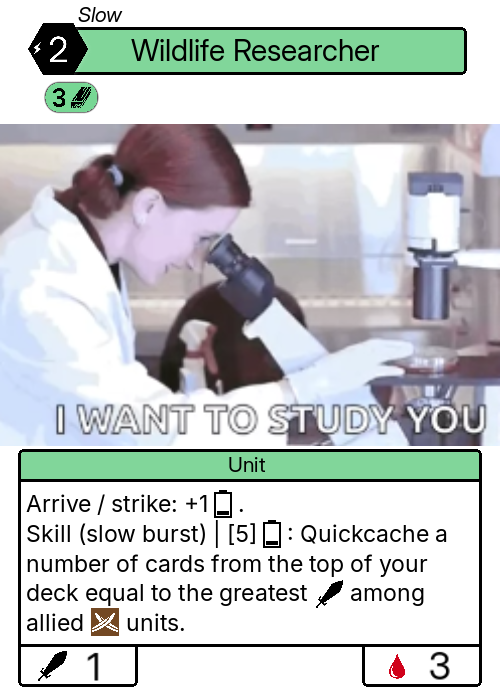 Slow
2
Wildlife Researcher
3
I WANT TO STUDY YOU
Unit
Arrive / strike: +1 .
Skill (slow burst) | [5] : Quickcache a
number of cards from the top of your
deck equal to the greatest among
allied units.
1
3